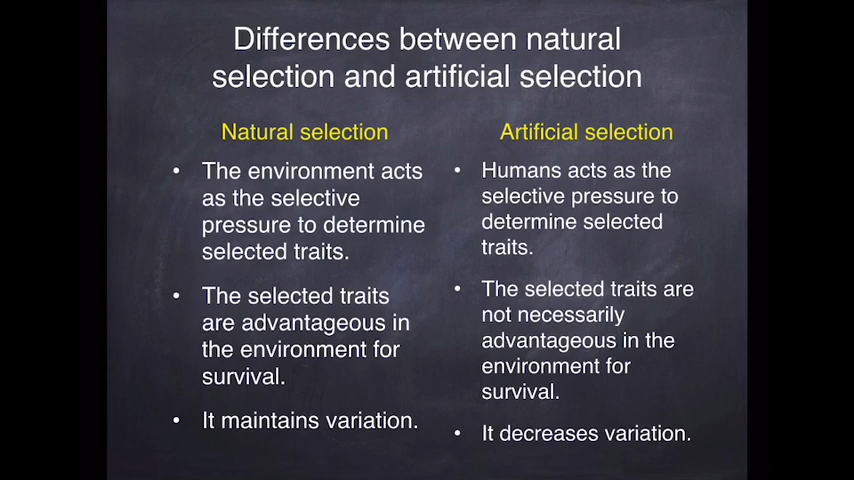 Differences between natural
selection and artificial selection
Natural selection
• The environment acts
as the selective
pressure to determine
selected traits.
• The selected traits
are advantageous in
the environment for
survival.
• It maintains variation.
Artificial selection
• Humans acts as the
selective pressure to
determine selected
traits.
• The selected traits are
not necessarily
advantageous in the
environment for
survival.
• It decreases variation.